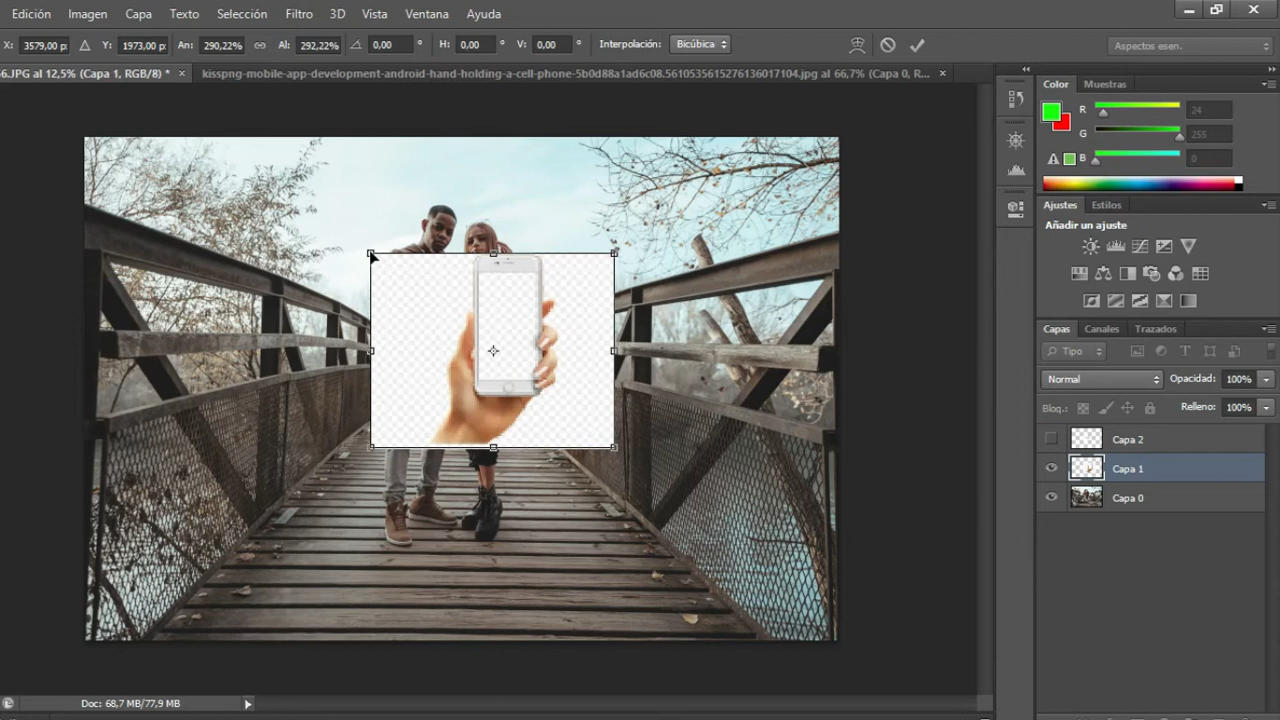 Edición Imagen Capa Texto Selección Filtro 3D Vista Ventana Ayuda
X: 3579,00 p: Y: 1973,00 p: An: 290,22% Al: 292,22% 0,00 ° H: 0,00 ° V: 0,00 ° Interpolación: Bicúbica Aspectos esen.
6.JPG al 12,5% (Capa 1, RGB/8) * × kisspng-mobile-app-development-android-hand-holding-a-cell-phone-5b0d88a1ad6c08.5610535615276136017104.jpg al 66,7% (Capa 0, R... ×
Color Muestras
R 24
G 255
B 0
Ajustes Estilos
Añadir un ajuste
Capas Canales Trazados
Tipo
Normal Opacidad: 100%
Bloq.: Relleno: 100%
Capa 2
Capa 1
Capa 0
Doc: 68,7 MB/77,9 MB